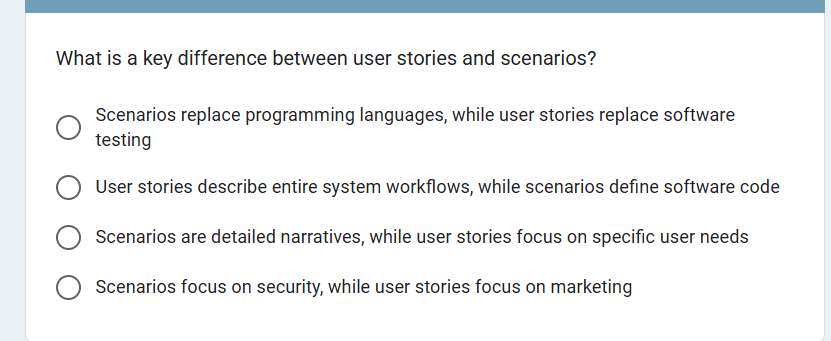 What is a key difference between user stories and scenarios?
Scenarios replace programming languages, while user stories replace software
testing
User stories describe entire system workflows, while scenarios define software code
Scenarios are detailed narratives, while user stories focus on specific user needs
Scenarios focus on security, while user stories focus on marketing